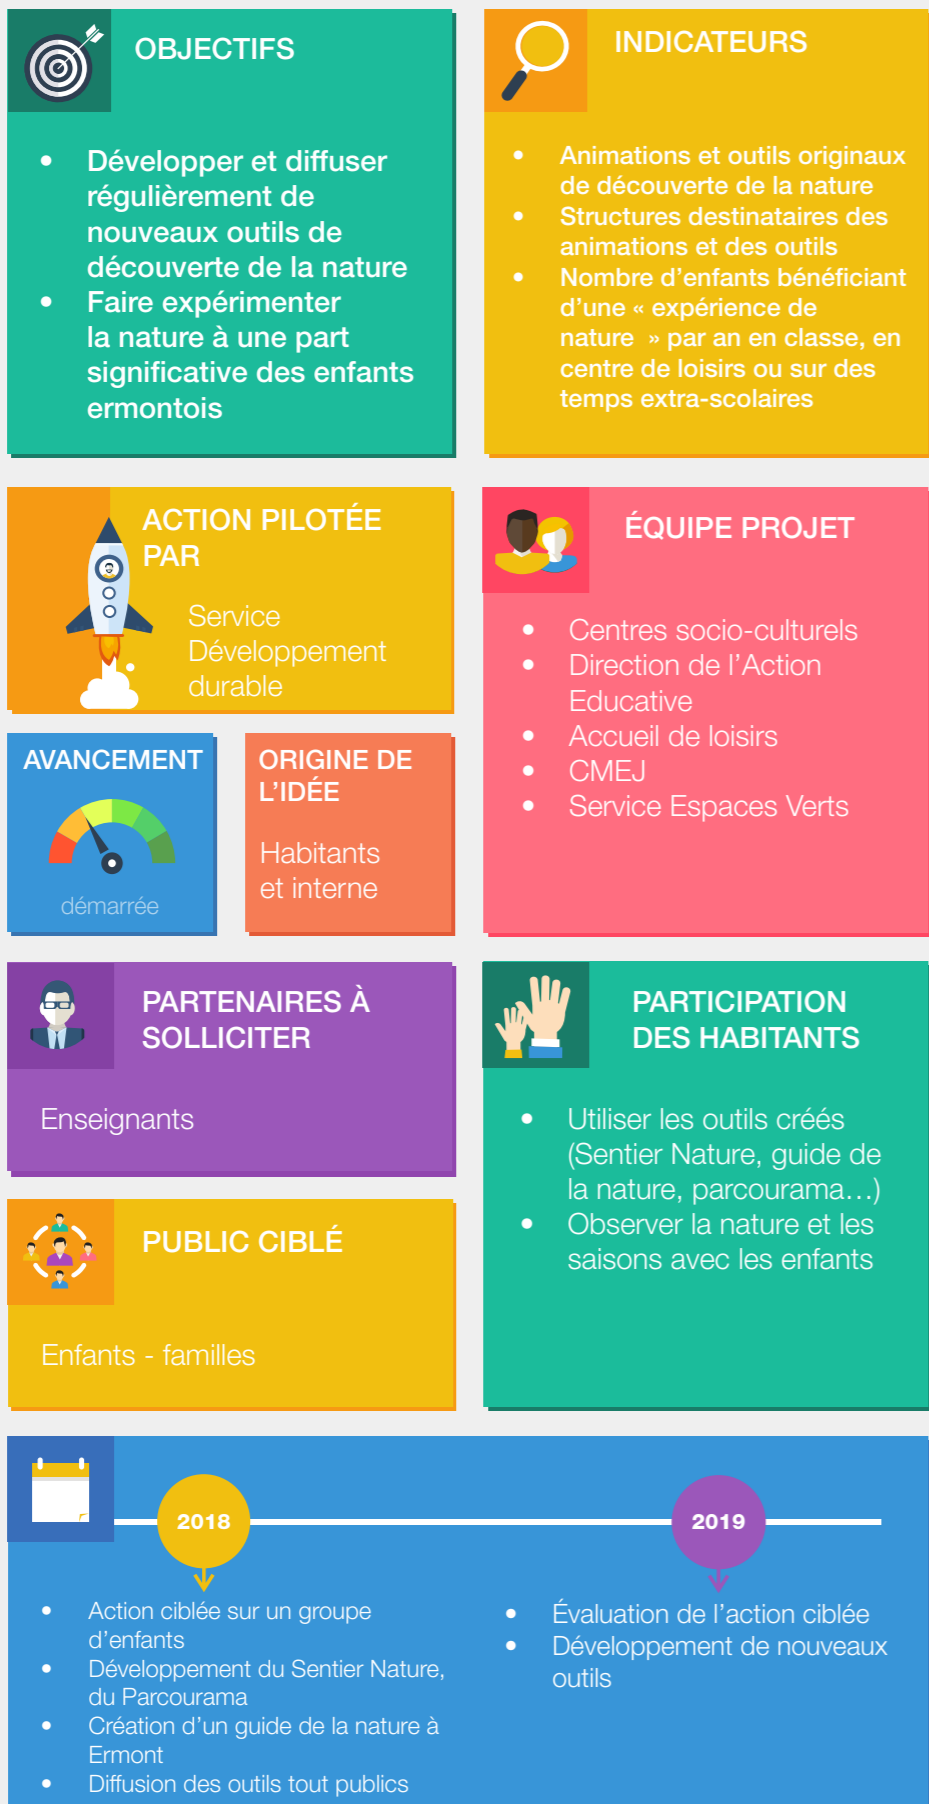 OBJECTIFS
• Développer et diffuser
régulièrement de
nouveaux outils de
découverte de la nature
• Faire expérimenter
la nature à une part
significative des enfants
ermontois
INDICATEURS
• Animations et outils originaux
de découverte de la nature
• Structures destinataires des
animations et des outils
• Nombre d’enfants bénéficiant
d’une « expérience de
nature » par an en classe, en
centre de loisirs ou sur des
temps extra-scolaires
ACTION PILOTÉE
PAR
Service
Développement
durable
ÉQUIPE PROJET
• Centres socio-culturels
• Direction de l’Action
Educative
• Accueil de loisirs
• CMEJ
• Service Espaces Verts
AVANCEMENT
démarrée
ORIGINE DE
L’IDÉE
Habitants
et interne
PARTENAIRES À
SOLLICITER
Enseignants
PARTICIPATION
DES HABITANTS
• Utiliser les outils créés
(Sentier Nature, guide de
la nature, parcourama…)
• Observer la nature et les
saisons avec les enfants
PUBLIC CIBLÉ
Enfants - familles
2018
• Action ciblée sur un groupe
d’enfants
• Développement du Sentier Nature,
du Parcourama
• Création d’un guide de la nature à
Ermont
• Diffusion des outils tout publics
2019
• Évaluation de l’action ciblée
• Développement de nouveaux
outils